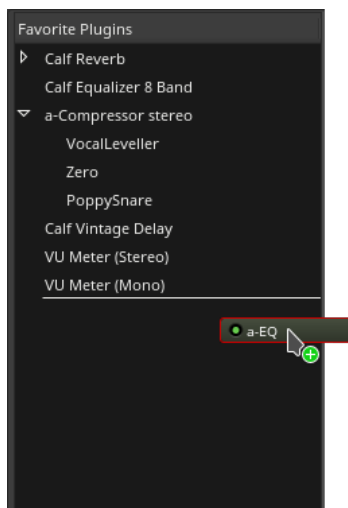 Favorite Plugins
Calf Reverb
Calf Equalizer 8 Band
a-Compressor stereo
VocalLeveller
Zero
PoppySnare
Calf Vintage Delay
VU Meter (Stereo)
VU Meter (Mono)
a-EQ